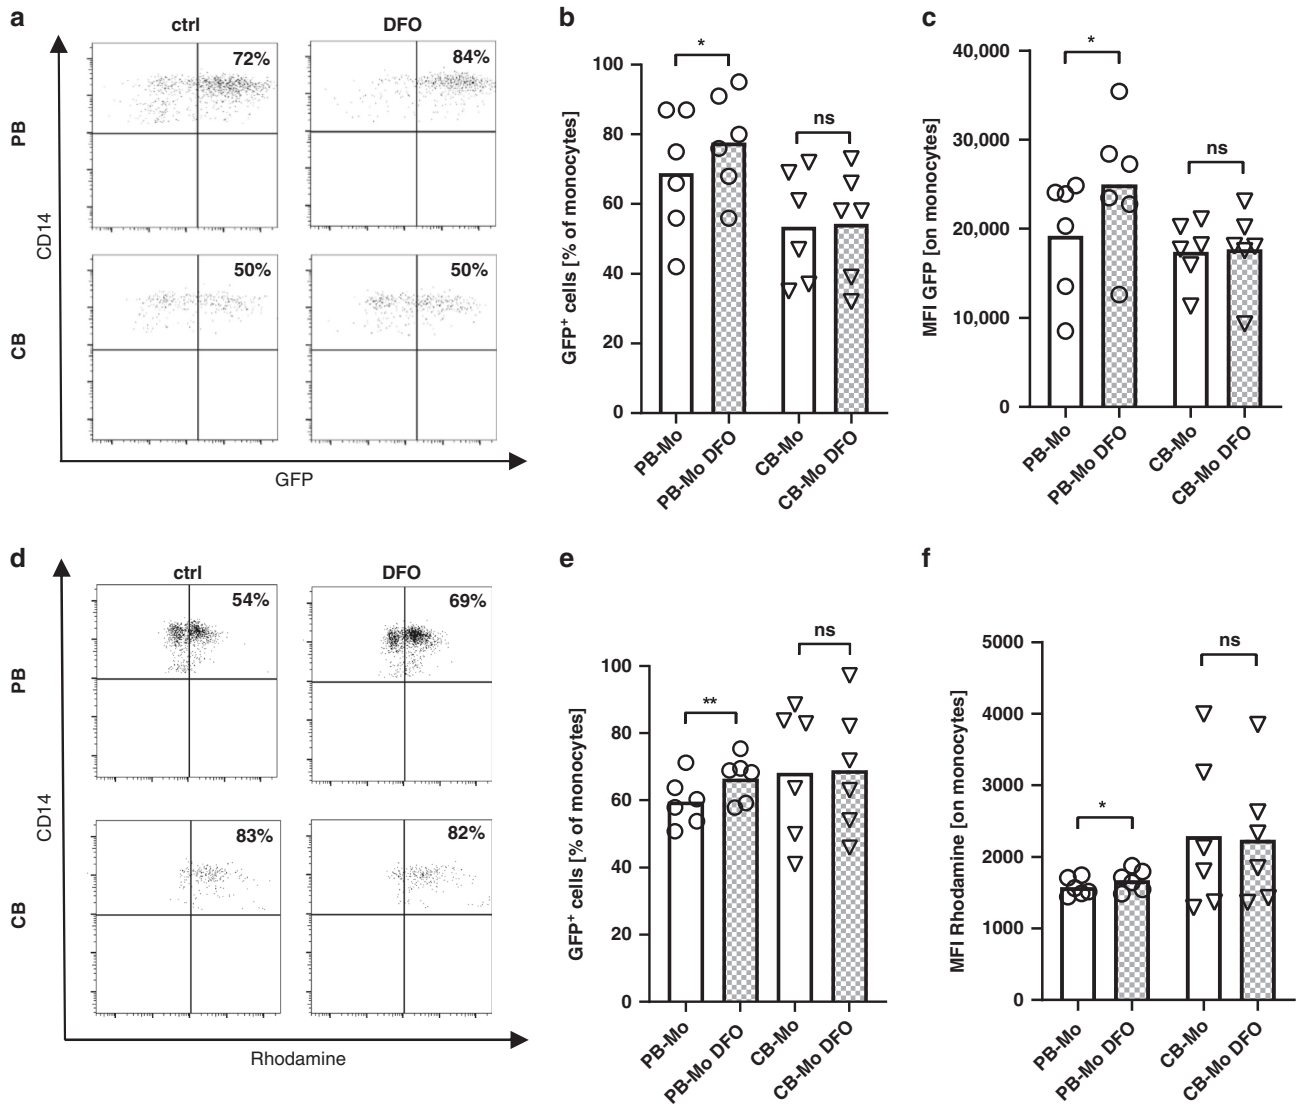 a
ctrl
DFO
72%
84%
PB
50%
50%
CB
CD14
GFP
b
*
ns
100
80
60
40
20
0
GFP+ cells [% of monocytes]
PB-Mo
PB-Mo DFO
CB-Mo
CB-Mo DFO
c
*
ns
40,000
30,000
20,000
10,000
0
MFI GFP [on monocytes]
PB-Mo
PB-Mo DFO
CB-Mo
CB-Mo DFO
d
ctrl
DFO
54%
69%
PB
83%
82%
CB
CD14
Rhodamine
e
**
ns
100
80
60
40
20
0
GFP+ cells [% of monocytes]
PB-Mo
PB-Mo DFO
CB-Mo
CB-Mo DFO
f
*
ns
5000
4000
3000
2000
1000
0
MFI Rhodamine [on monocytes]
PB-Mo
PB-Mo DFO
CB-Mo
CB-Mo DFO